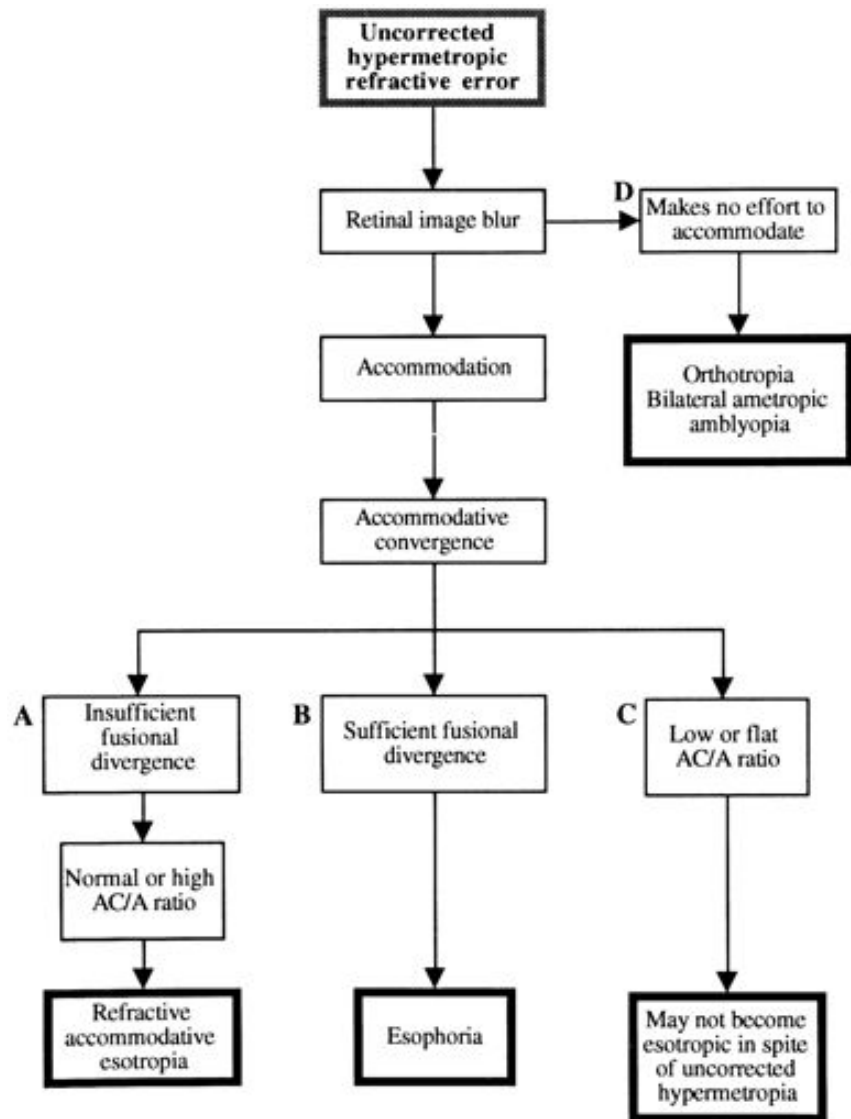 Uncorrected
hypermetropic
refractive error
Retinal image blur
D
Makes no effort to
accommodate
Accommodation
Orthotropia
Bilateral ametropic
amblyopia
Accommodative
convergence
A
Insufficient
fusional
divergence
B
Sufficient fusional
divergence
C
Low or flat
AC/A ratio
Normal or high
AC/A ratio
Refractive
accommodative
esotropia
Esophoria
May not become
esotropic in spite
of uncorrected
hypermetropia